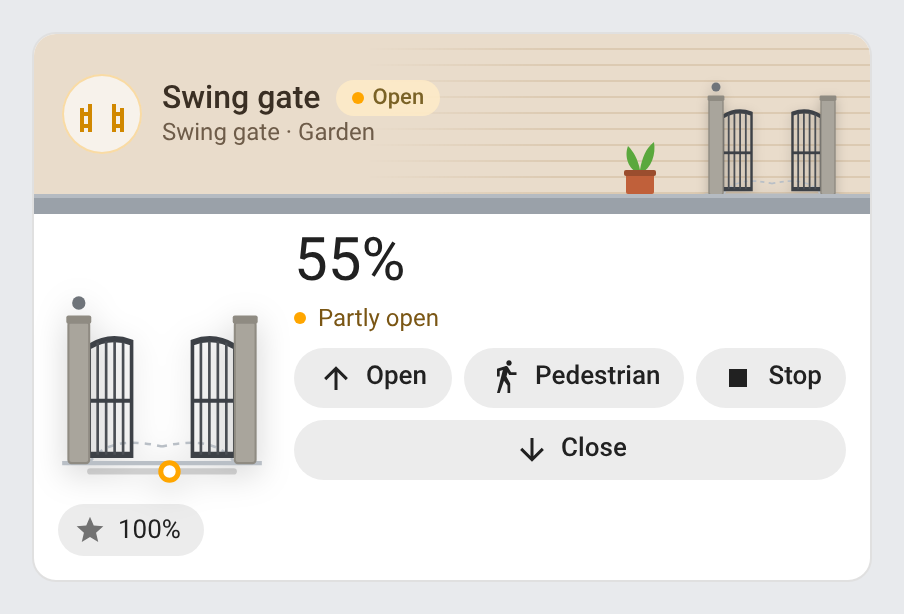 Swing gate
Open
Swing gate · Garden
55%
Partly open
Open
Pedestrian
Stop
Close
100%